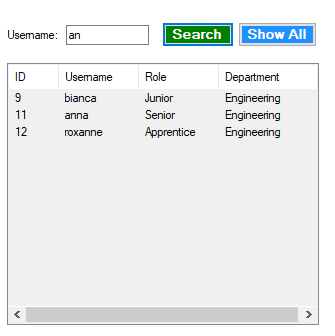 Username: an Search Show All
ID Username Role Department
9 bianca Junior Engineering
11 anna Senior Engineering
12 roxanne Apprentice Engineering